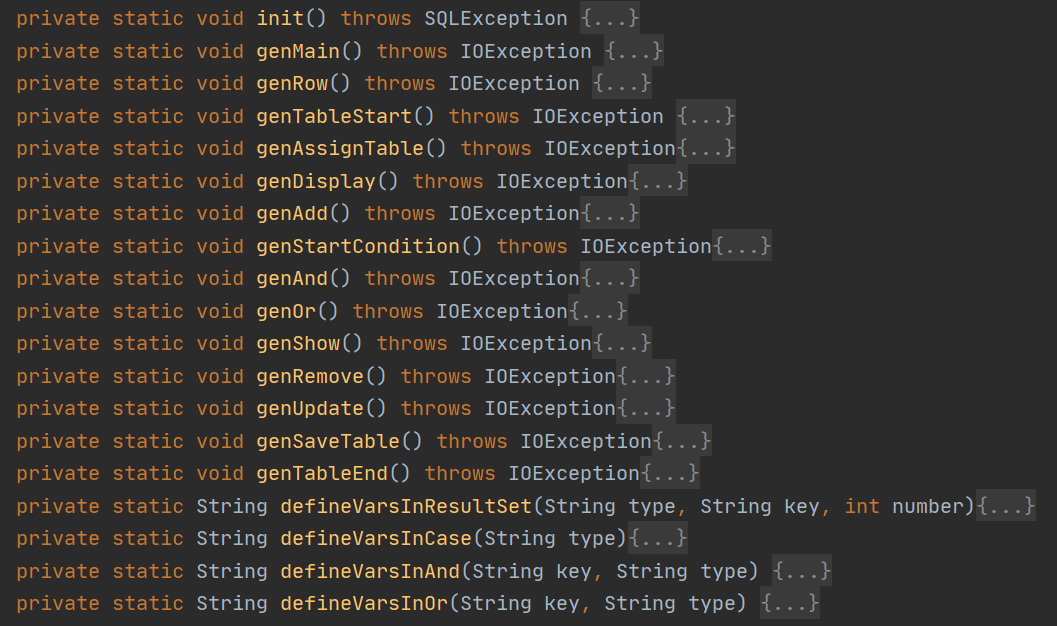 private static void init() throws SQLException {...}
private static void genMain() throws IOException {...}
private static void genRow() throws IOException {...}
private static void genTableStart() throws IOException {...}
private static void genAssignTable() throws IOException{...}
private static void genDisplay() throws IOException{...}
private static void genAdd() throws IOException{...}
private static void genStartCondition() throws IOException{...}
private static void genAnd() throws IOException{...}
private static void genOr() throws IOException{...}
private static void genShow() throws IOException{...}
private static void genRemove() throws IOException{...}
private static void genUpdate() throws IOException{...}
private static void genSaveTable() throws IOException{...}
private static void genTableEnd() throws IOException{...}
private static String defineVarsInResultSet(String type, String key, int number){...}
private static String defineVarsInCase(String type){...}
private static String defineVarsInAnd(String key, String type) {...}
private static String defineVarsInOr(String key, String type) {...}